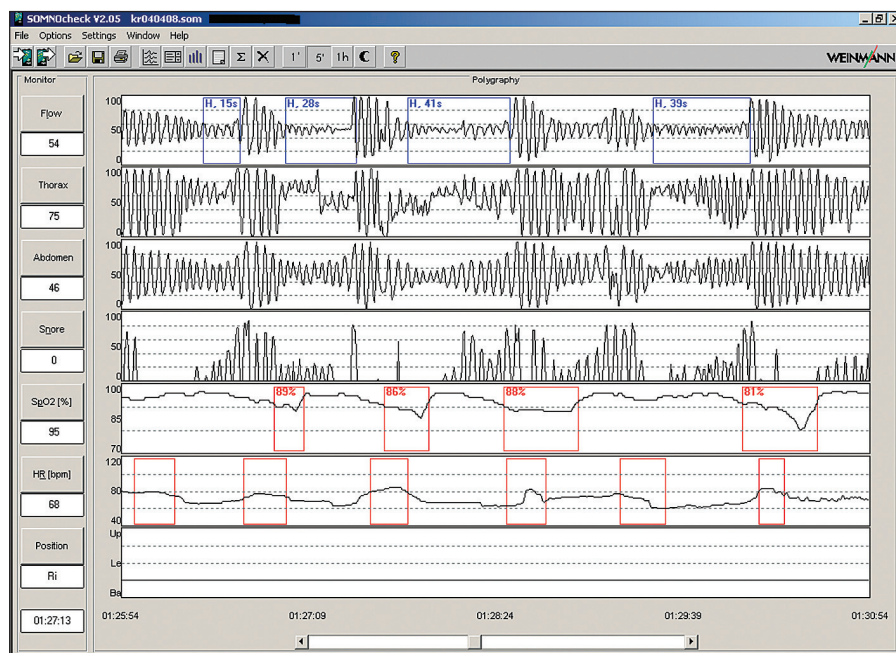 SOMNOcheck V2.05 kr040408.som
File Options Settings Window Help
1' 5' 1h
WEINMANN
Monitor
Polygraphy
Flow
54
100
50
0
H, 15s
H, 28s
H, 41s
H, 39s
Thorax
75
100
50
0
Abdomen
46
100
50
0
Snore
0
100
50
0
SpO2 [%]
95
100
85
70
89%
86%
88%
81%
HR [bpm]
68
120
80
40
Position
Ri
Up
Le
Ba
01:27:13
01:25:54
01:27:09
01:28:24
01:29:39
01:30:54